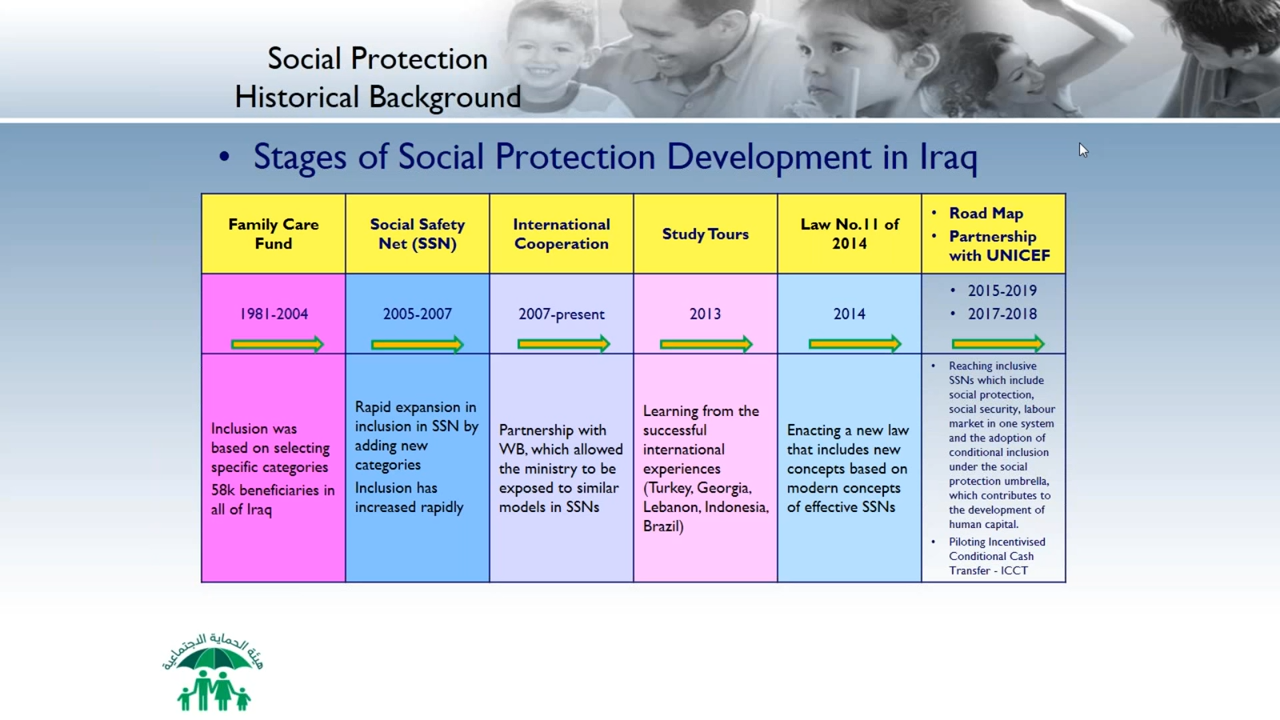 Social Protection
Historical Background
• Stages of Social Protection Development in Iraq
Family Care
Fund
Social Safety
Net (SSN)
International
Cooperation
Study Tours
Law No.11 of
2014
• Road Map
• Partnership
with UNICEF
1981-2004
2005-2007
2007-present
2013
2014
• 2015-2019
• 2017-2018
Inclusion was
based on selecting
specific categories
58k beneficiaries in
all of Iraq
Rapid expansion in
inclusion in SSN by
adding new
categories
Inclusion has
increased rapidly
Partnership with
WB, which allowed
the ministry to be
exposed to similar
models in SSNs
Learning from the
successful
international
experiences
(Turkey, Georgia,
Lebanon, Indonesia,
Brazil)
Enacting a new law
that includes new
concepts based on
modern concepts
of effective SSNs
• Reaching inclusive
SSNs which include
social protection,
social security, labour
market in one system
and the adoption of
conditional inclusion
under the social
protection umbrella,
which contributes to
the development of
human capital.
• Piloting Incentivised
Conditional Cash
Transfer - ICCT
هيئة الحماية الاجتماعية